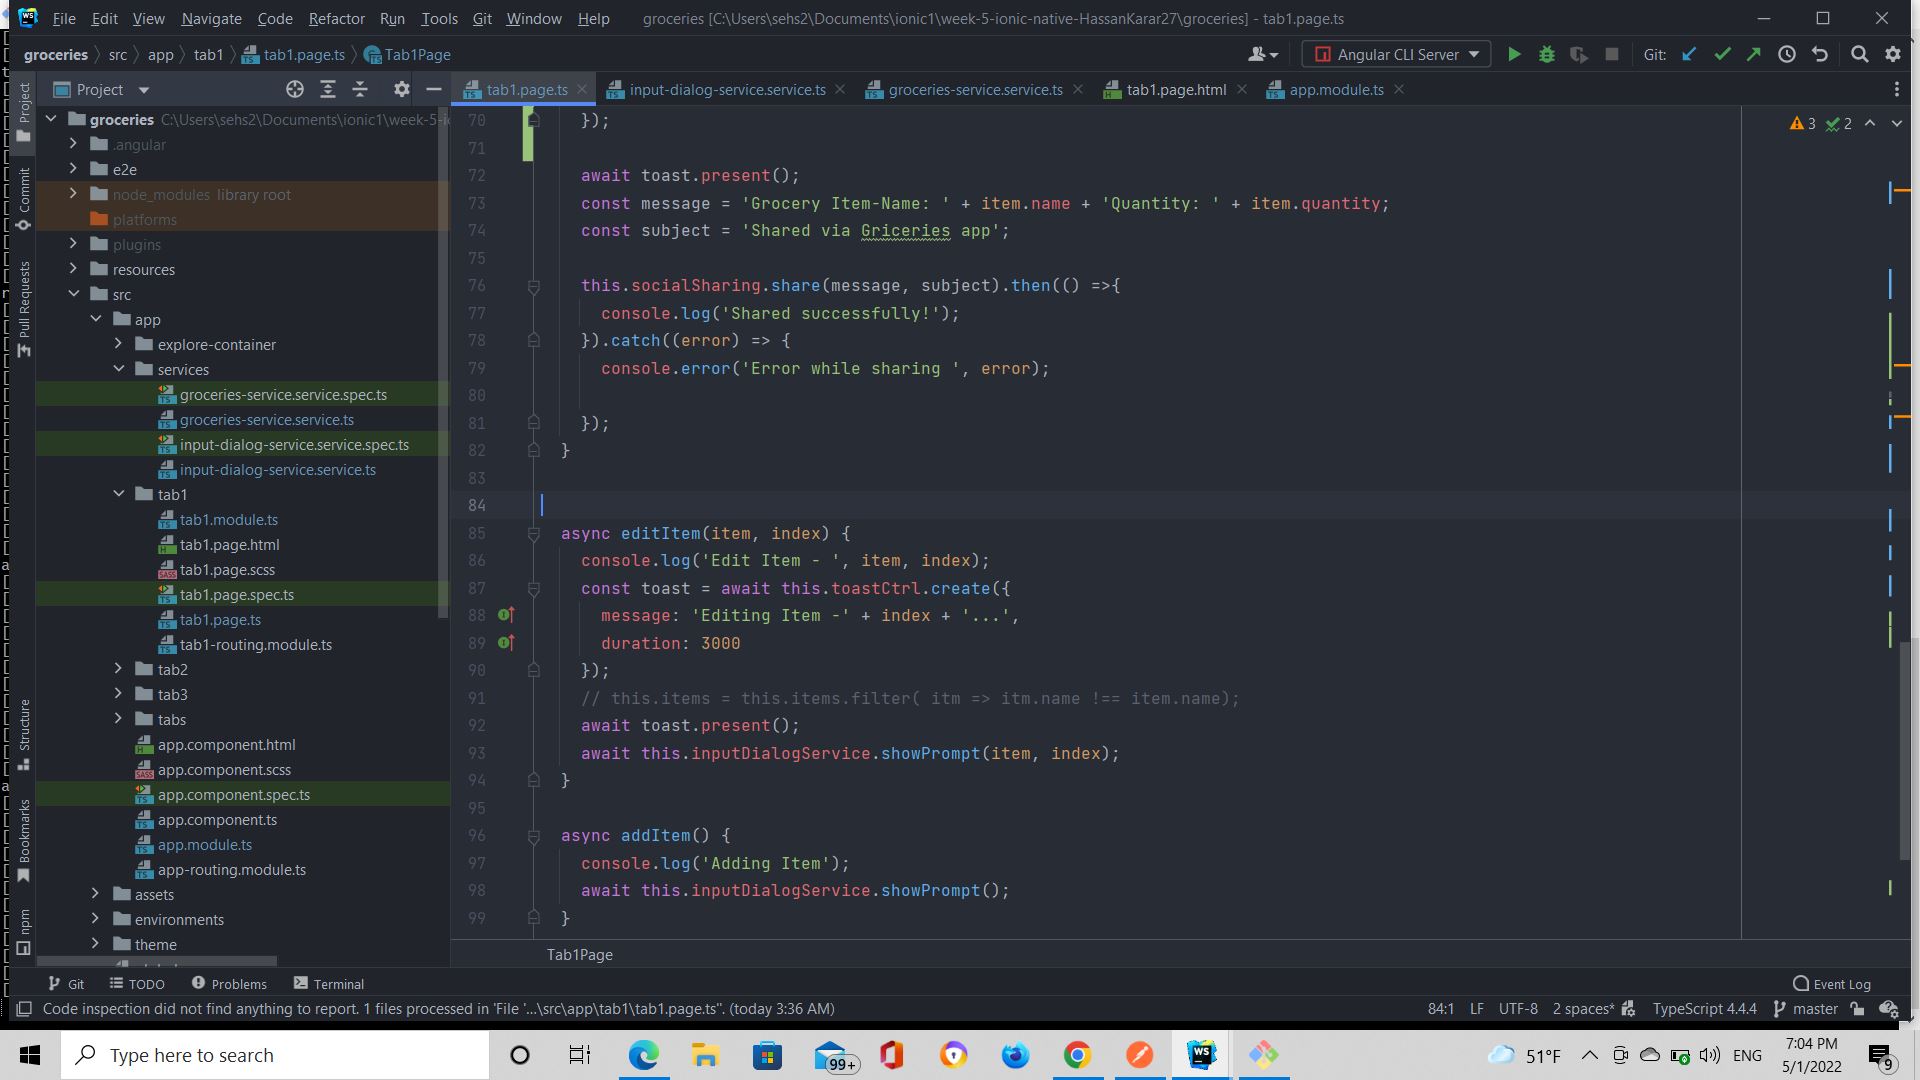 File Edit View Navigate Code Refactor Run Tools Git Window Help groceries [C:\Users\sehs2\Documents\ionic1\week-5-ionic-native-HassanKarar27\groceries] - tab1.page.ts
groceries src app tab1 tab1.page.ts Tab1Page Angular CLI Server Git:
Project tab1.page.ts input-dialog-service.service.ts groceries-service.service.ts tab1.page.html app.module.ts
Project
Commit
Pull Requests
Structure
Bookmarks
npm
groceries C:\Users\sehs2\Documents\ionic1\week-5-i
.angular
e2e
node_modules library root
platforms
plugins
resources
src
app
explore-container
services
groceries-service.service.spec.ts
groceries-service.service.ts
input-dialog-service.service.spec.ts
input-dialog-service.service.ts
tab1
tab1.module.ts
tab1.page.html
tab1.page.scss
tab1.page.spec.ts
tab1.page.ts
tab1-routing.module.ts
tab2
tab3
tabs
app.component.html
app.component.scss
app.component.spec.ts
app.component.ts
app.module.ts
app-routing.module.ts
assets
environments
theme
3 2
70 });
71
72 await toast.present();
73 const message = 'Grocery Item-Name: ' + item.name + 'Quantity: ' + item.quantity;
74 const subject = 'Shared via Griceries app';
75
76 this.socialSharing.share(message, subject).then(() =>{
77 console.log('Shared successfully!');
78 }).catch((error) => {
79 console.error('Error while sharing ', error);
80
81 });
82 }
83
84
85 async editItem(item, index) {
86 console.log('Edit Item - ', item, index);
87 const toast = await this.toastCtrl.create({
88 message: 'Editing Item -' + index + '...',
89 duration: 3000
90 });
91 // this.items = this.items.filter( itm => itm.name !== item.name);
92 await toast.present();
93 await this.inputDialogService.showPrompt(item, index);
94 }
95
96 async addItem() {
97 console.log('Adding Item');
98 await this.inputDialogService.showPrompt();
99 }
Tab1Page
Git TODO Problems Terminal Event Log
Code inspection did not find anything to report. 1 files processed in 'File '...\src\app\tab1\tab1.page.ts''. (today 3:36 AM) 84:1 LF UTF-8 2 spaces* TypeScript 4.4.4 master
Type here to search 99+ WS 51°F ENG 7:04 PM
5/1/2022 9